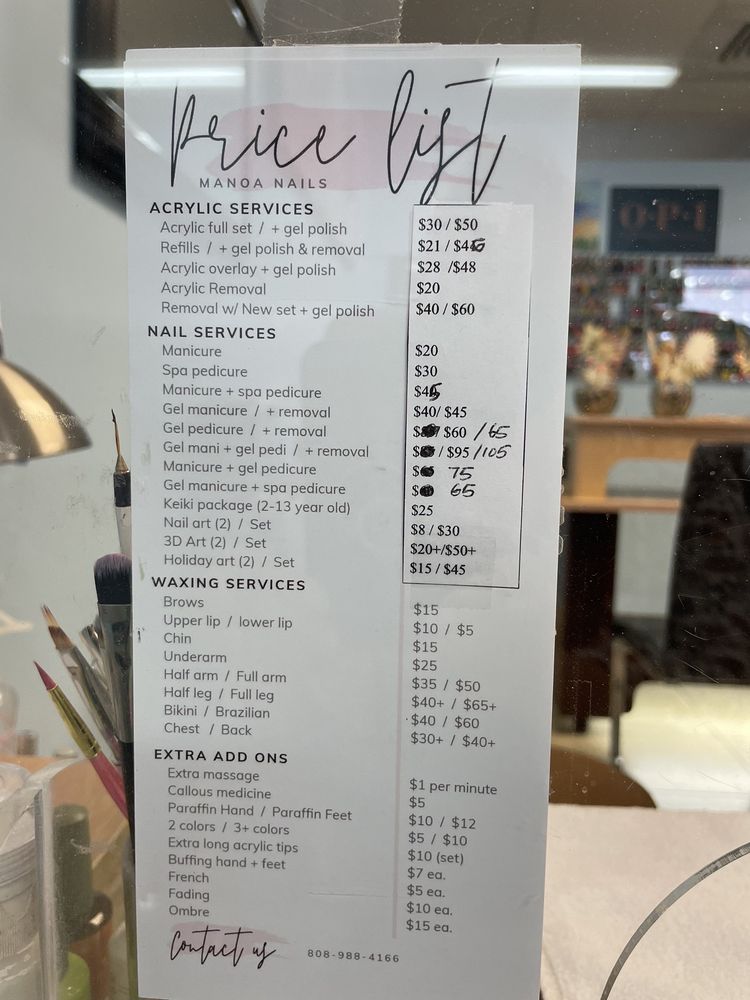 Price list
MANOA NAILS
ACRYLIC SERVICES
Acrylic full set / + gel polish $30 / $50
Refills / + gel polish & removal $21 / $45
Acrylic overlay + gel polish $28 /$48
Acrylic Removal $20
Removal w/ New set + gel polish $40 / $60
NAIL SERVICES
Manicure $20
Spa pedicure $30
Manicure + spa pedicure $45
Gel manicure / + removal $40/ $45
Gel pedicure / + removal $ $60 /65
Gel mani + gel pedi / + removal $ / $95 /105
Manicure + gel pedicure $ 75
Gel manicure + spa pedicure $ 65
Keiki package (2-13 year old) $25
Nail art (2) / Set $8 / $30
3D Art (2) / Set $20+/$50+
Holiday art (2) / Set $15 / $45
WAXING SERVICES
Brows $15
Upper lip / lower lip $10 / $5
Chin $15
Underarm $25
Half arm / Full arm $35 / $50
Half leg / Full leg $40+ / $65+
Bikini / Brazilian $40 / $60
Chest / Back $30+ / $40+
EXTRA ADD ONS
Extra massage $1 per minute
Callous medicine $5
Paraffin Hand / Paraffin Feet $10 / $12
2 colors / 3+ colors $5 / $10
Extra long acrylic tips $10 (set)
Buffing hand + feet $7 ea.
French $5 ea.
Fading $10 ea.
Ombre $15 ea.
Contact us 808-988-4166
O·P·I